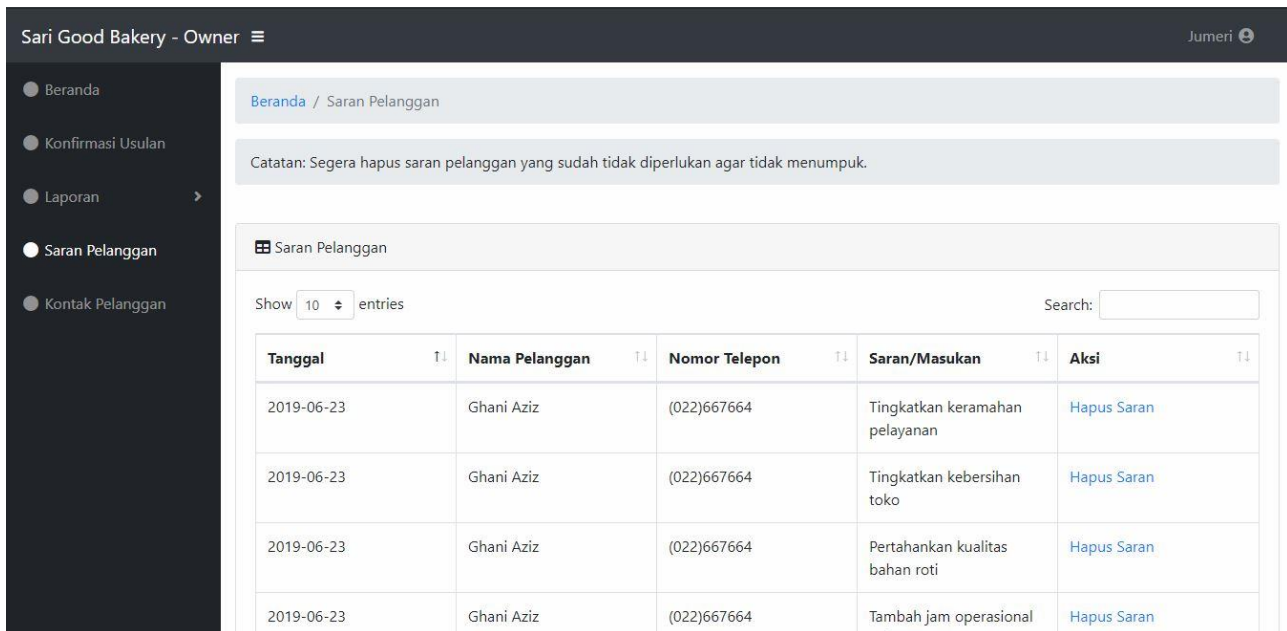 Sari Good Bakery - Owner
Jumeri
Beranda
Konfirmasi Usulan
Laporan
Saran Pelanggan
Kontak Pelanggan
Beranda / Saran Pelanggan
Catatan: Segera hapus saran pelanggan yang sudah tidak diperlukan agar tidak menumpuk.
Saran Pelanggan
Show 10 entries
Search:
Tanggal Nama Pelanggan Nomor Telepon Saran/Masukan Aksi
2019-06-23 Ghani Aziz (022)667664 Tingkatkan keramahan Hapus Saran
pelayanan
2019-06-23 Ghani Aziz (022)667664 Tingkatkan kebersihan Hapus Saran
toko
2019-06-23 Ghani Aziz (022)667664 Pertahankan kualitas Hapus Saran
bahan roti
2019-06-23 Ghani Aziz (022)667664 Tambah jam operasional Hapus Saran